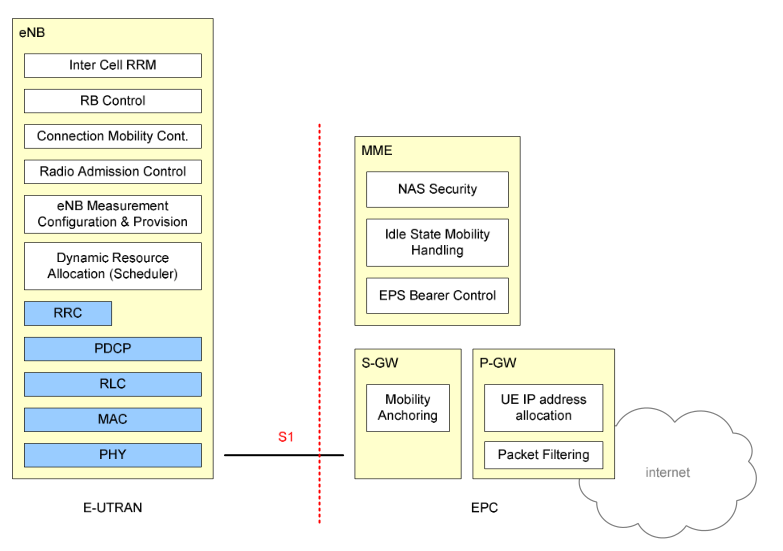 eNB
Inter Cell RRM
RB Control
Connection Mobility Cont.
Radio Admission Control
eNB Measurement
Configuration & Provision
Dynamic Resource
Allocation (Scheduler)
RRC
PDCP
RLC
MAC
PHY
E-UTRAN
S1
MME
NAS Security
Idle State Mobility
Handling
EPS Bearer Control
S-GW
Mobility
Anchoring
P-GW
UE IP address
allocation
Packet Filtering
EPC
internet